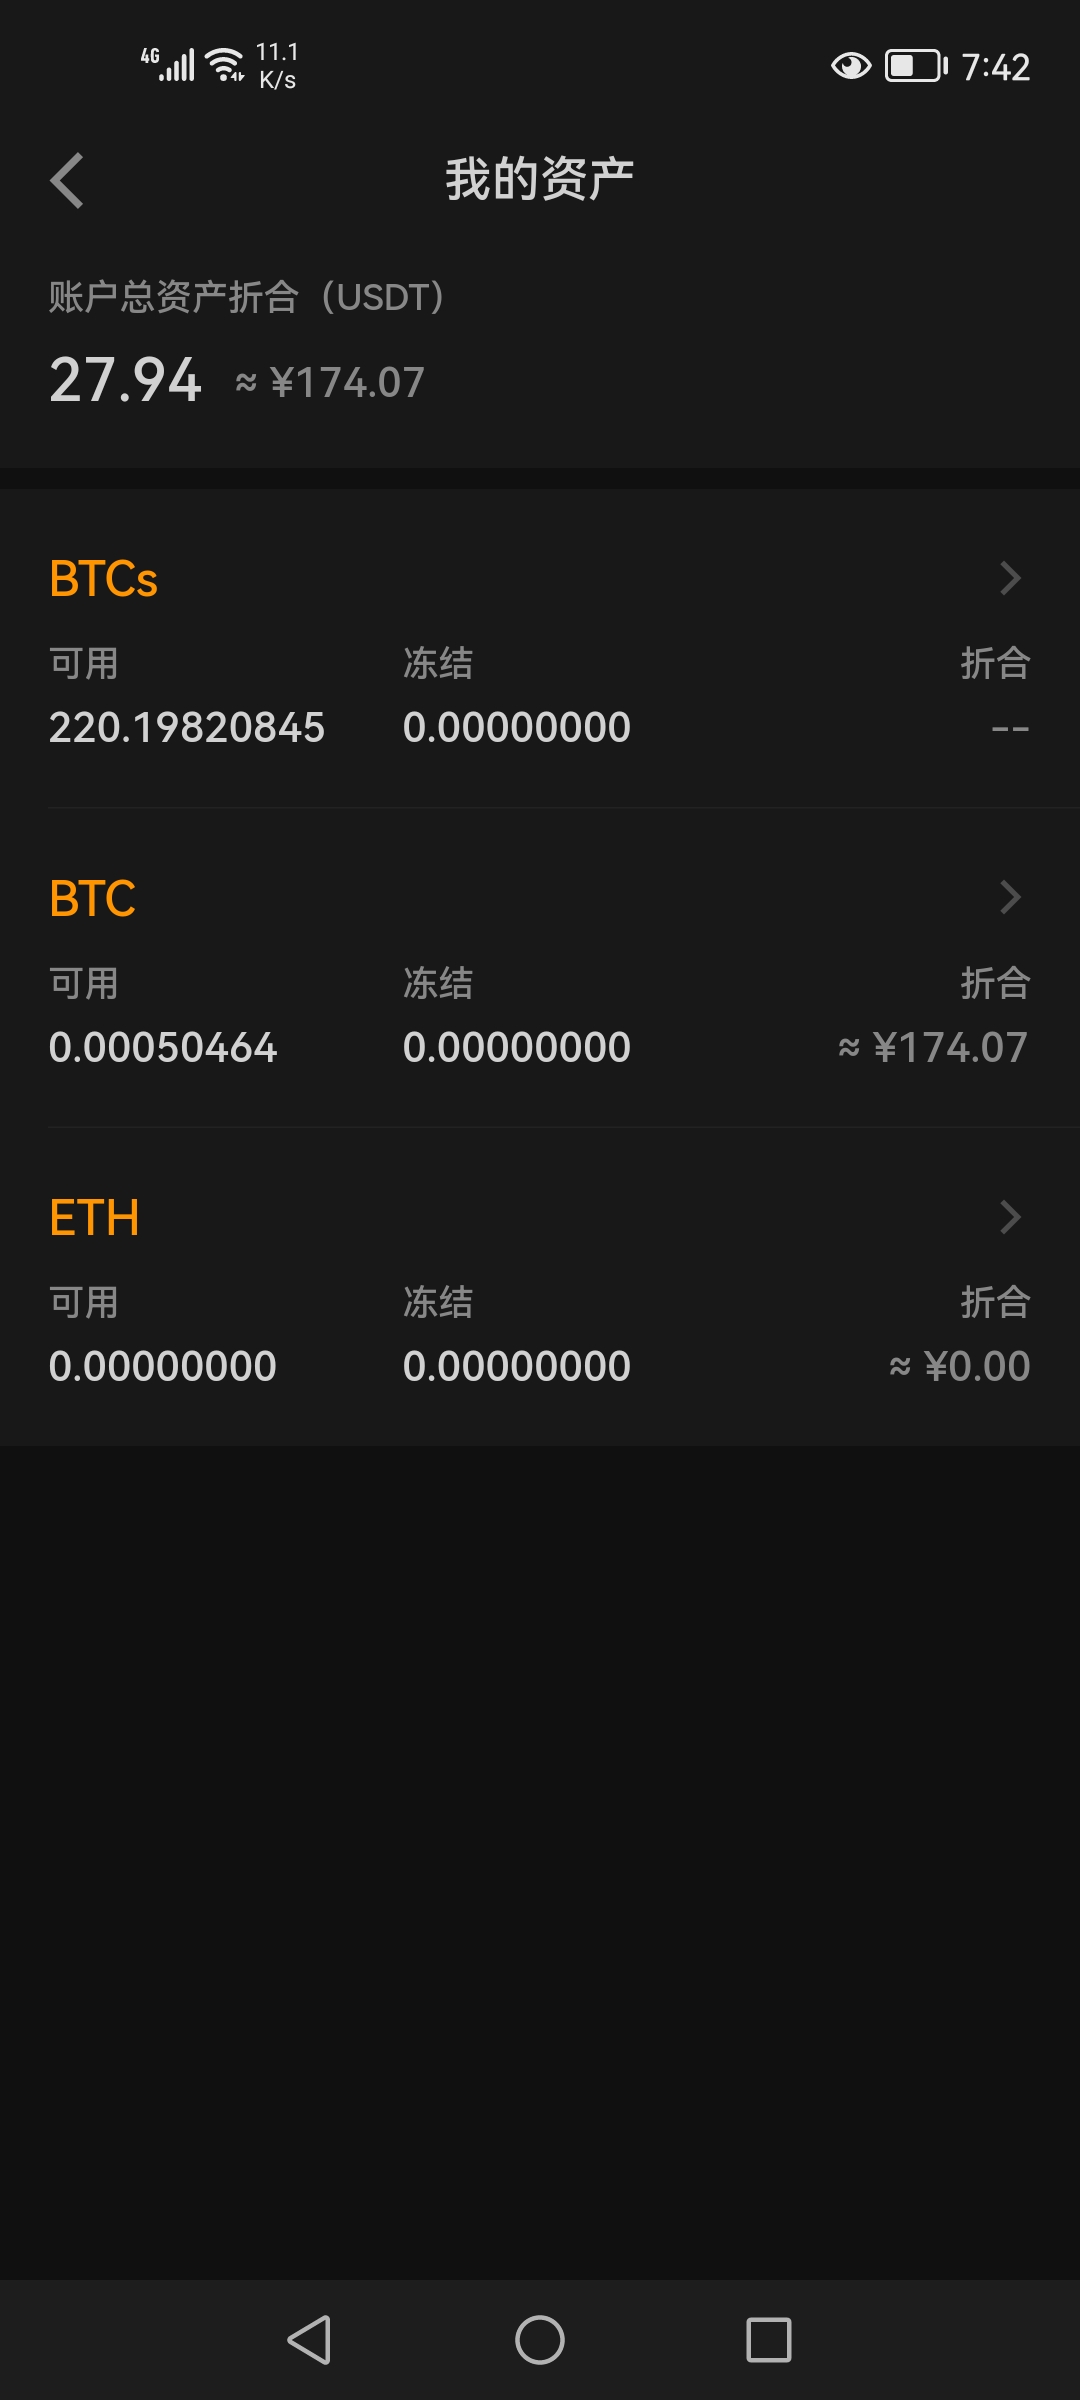 4G 11.1 K/s 7:42
我的资产
账户总资产折合（USDT）
27.94 ≈ ¥174.07
BTCs
可用 冻结 折合
220.19820845 0.00000000 --
BTC
可用 冻结 折合
0.00050464 0.00000000 ≈ ¥174.07
ETH
可用 冻结 折合
0.00000000 0.00000000 ≈ ¥0.00